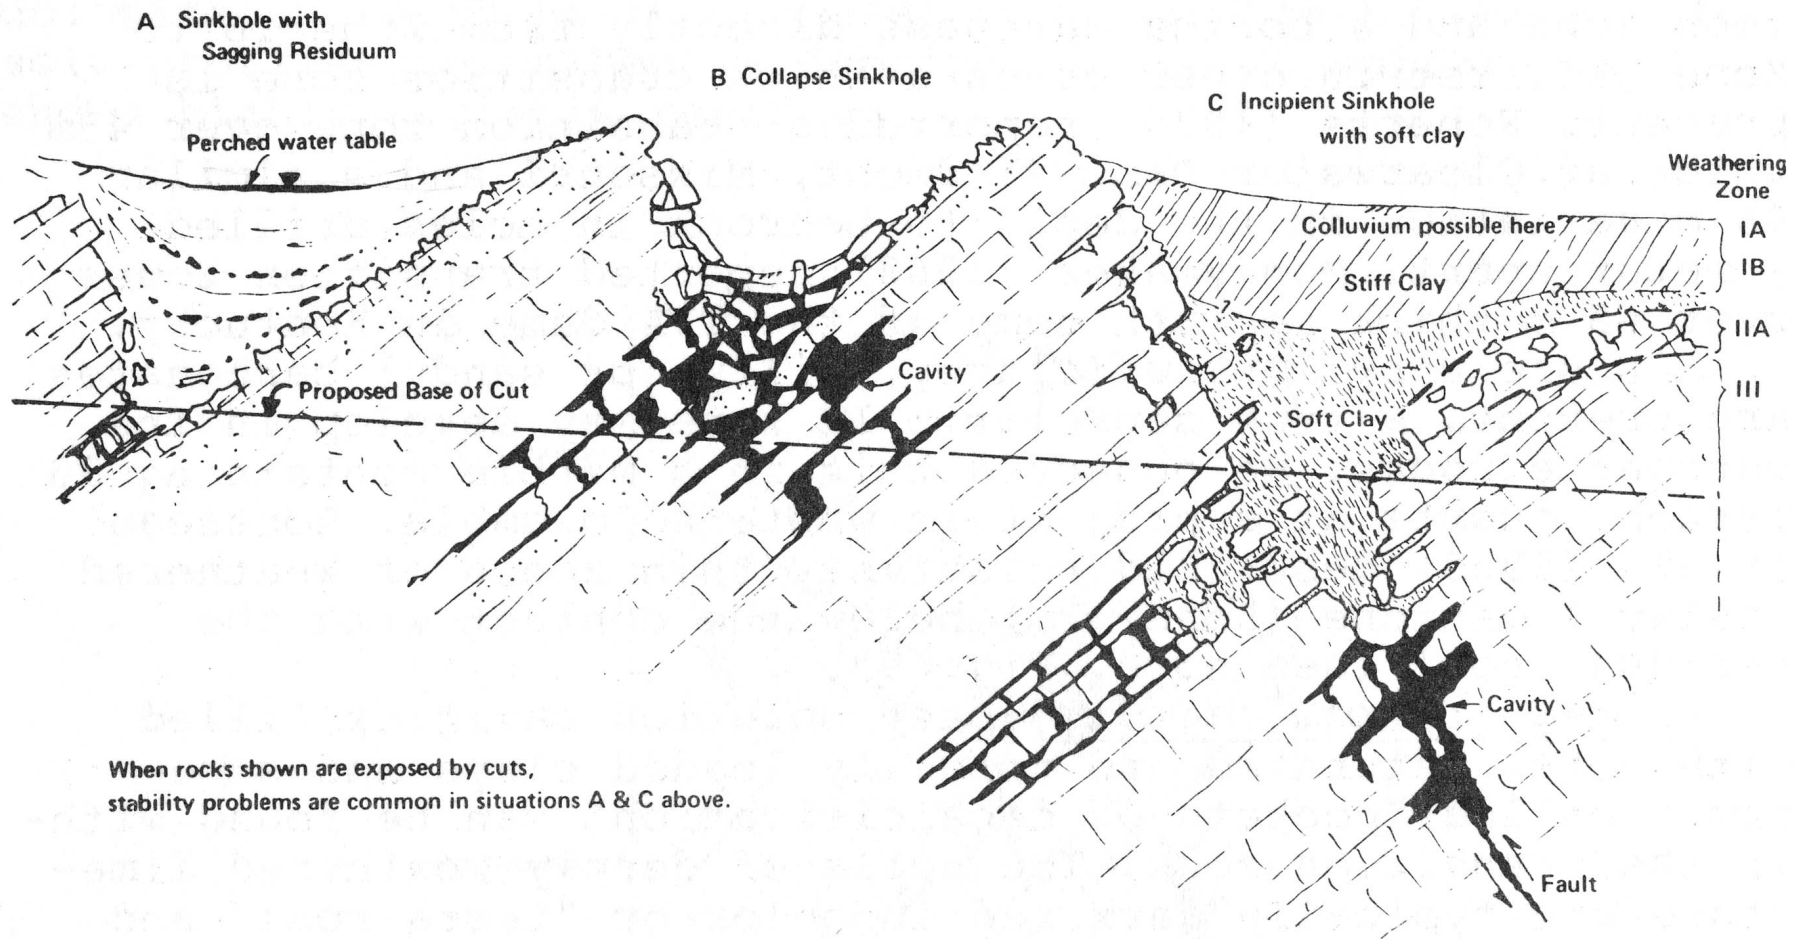 A Sinkhole with
Sagging Residuum
B Collapse Sinkhole
C Incipient Sinkhole
with soft clay
Perched water table
Weathering
Zone
Colluvium possible here
IA
IB
Stiff Clay
?
?
IIA
Cavity
III
Proposed Base of Cut
Soft Clay
Cavity
When rocks shown are exposed by cuts,
stability problems are common in situations A & C above.
Fault